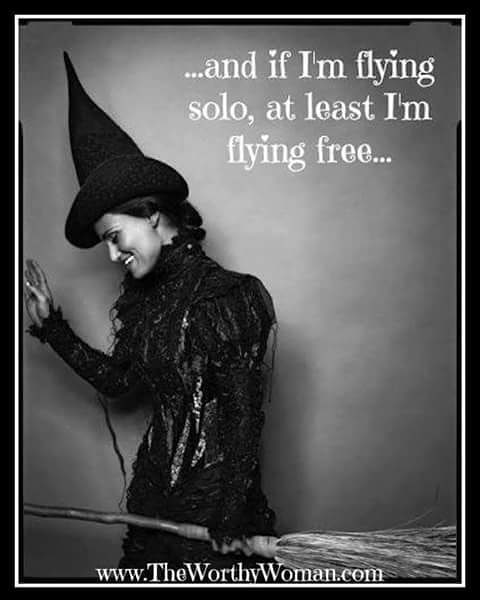 ...and if I'm flying
solo, at least I'm
flying free...
www.TheWorthyWoman.com